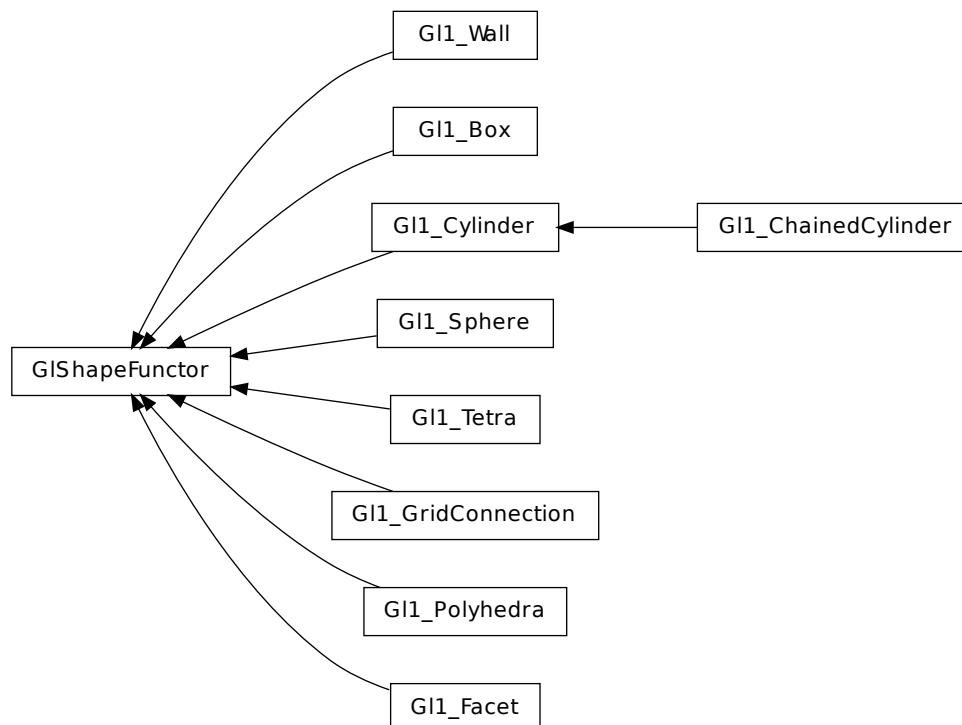 Gl1_Wall
Gl1_Box
Gl1_Cylinder
Gl1_ChainedCylinder
Gl1_Sphere
GlShapeFunctor
Gl1_Tetra
Gl1_GridConnection
Gl1_Polyhedra
Gl1_Facet